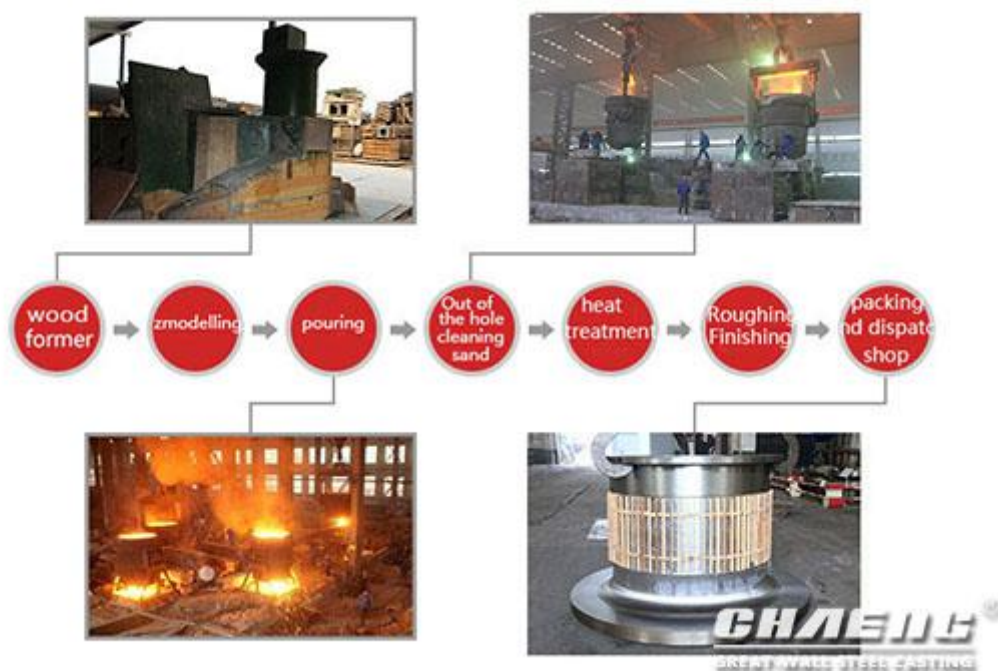 wood
former
zmodelling
pouring
Out of
the hole
cleaning
sand
heat
treatment
Roughing
Finishing
packing
nd dispatc
shop
CHAENG®
GREAT WALL STEEL CASTING